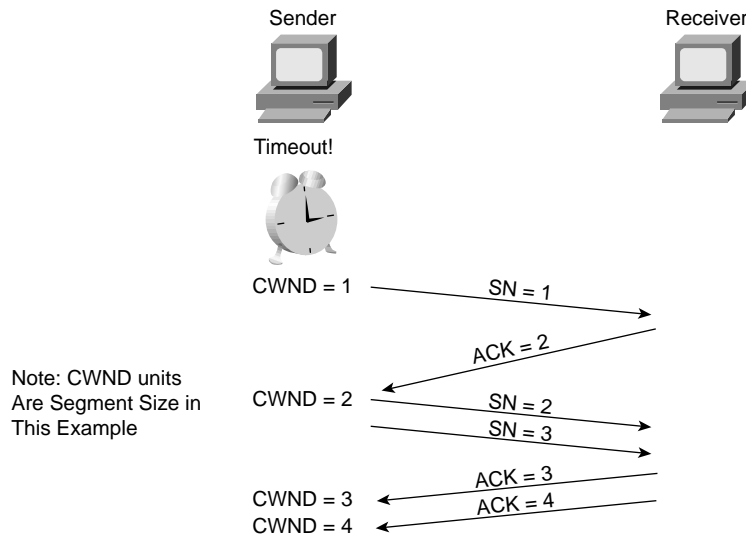 Sender
Receiver
Timeout!
CWND = 1
SN = 1
ACK = 2
Note: CWND units
Are Segment Size in
This Example
CWND = 2
SN = 2
SN = 3
ACK = 3
CWND = 3
ACK = 4
CWND = 4